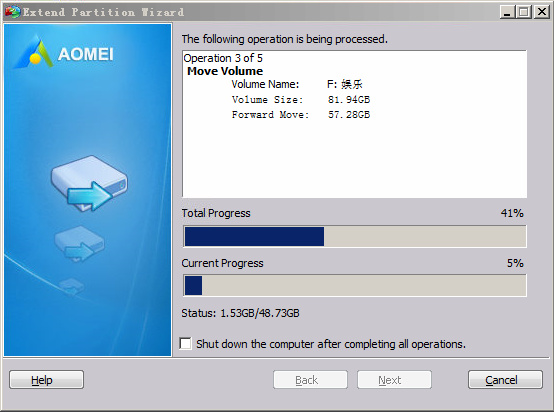 Extend Partition Wizard
AOMEI
The following operation is being processed.
Operation 3 of 5
Move Volume
Volume Name: F: 娱乐
Volume Size: 81.94GB
Forward Move: 57.28GB
Total Progress 41%
Current Progress 5%
Status: 1.53GB/48.73GB
Shut down the computer after completing all operations.
Help Back Next Cancel